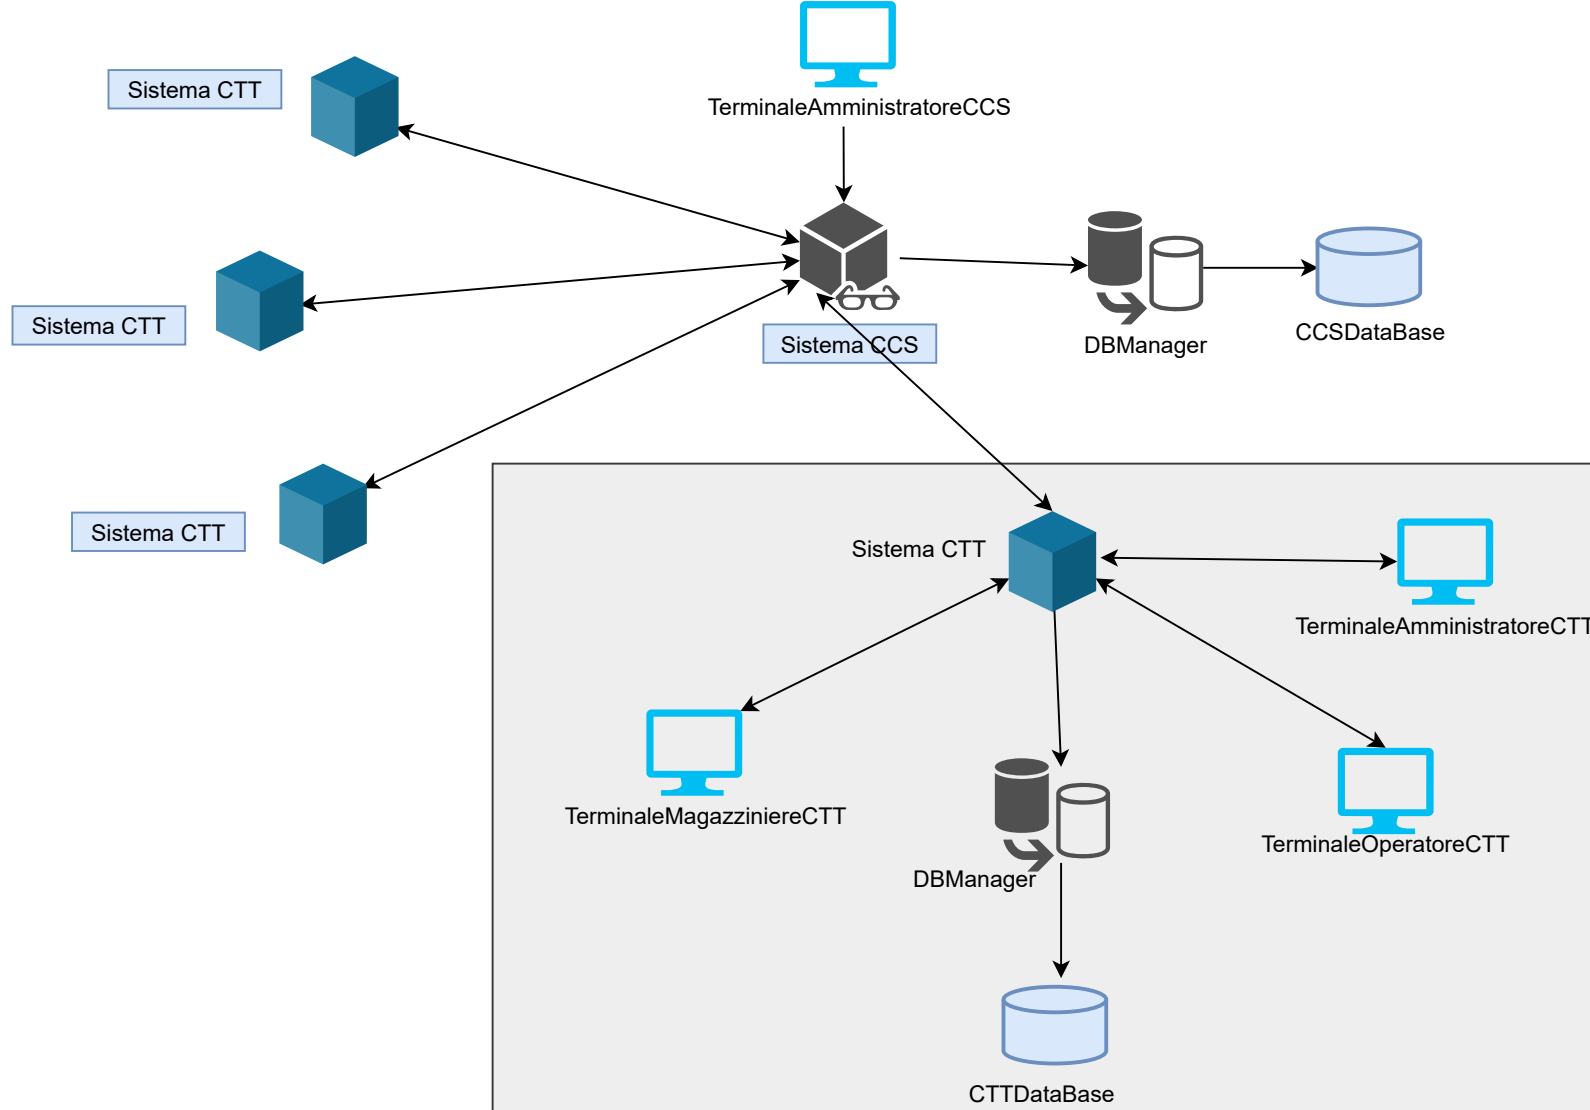 Sistema CTT
TerminaleAmministratoreCCS
Sistema CTT
Sistema CCS
DBManager
CCSDataBase
Sistema CTT
Sistema CTT
TerminaleAmministratoreCTT
TerminaleMagazziniereCTT
TerminaleOperatoreCTT
DBManager
CTTDataBase